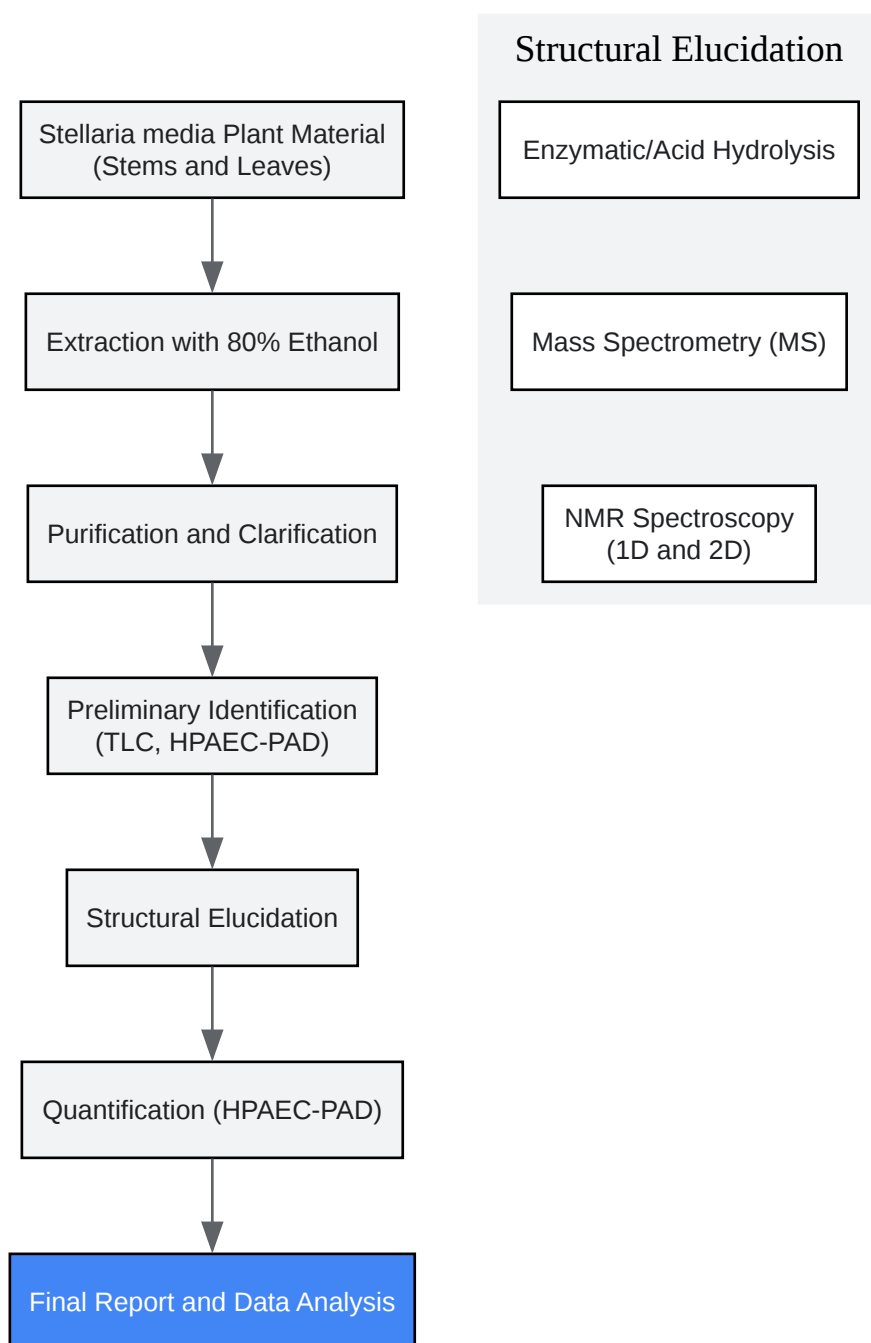 Structural Elucidation
Stellaria media Plant Material
(Stems and Leaves)
Enzymatic/Acid Hydrolysis
Extraction with 80% Ethanol
Mass Spectrometry (MS)
Purification and Clarification
NMR Spectroscopy
(1D and 2D)
Preliminary Identification
(TLC, HPAEC-PAD)
Structural Elucidation
Quantification (HPAEC-PAD)
Final Report and Data Analysis